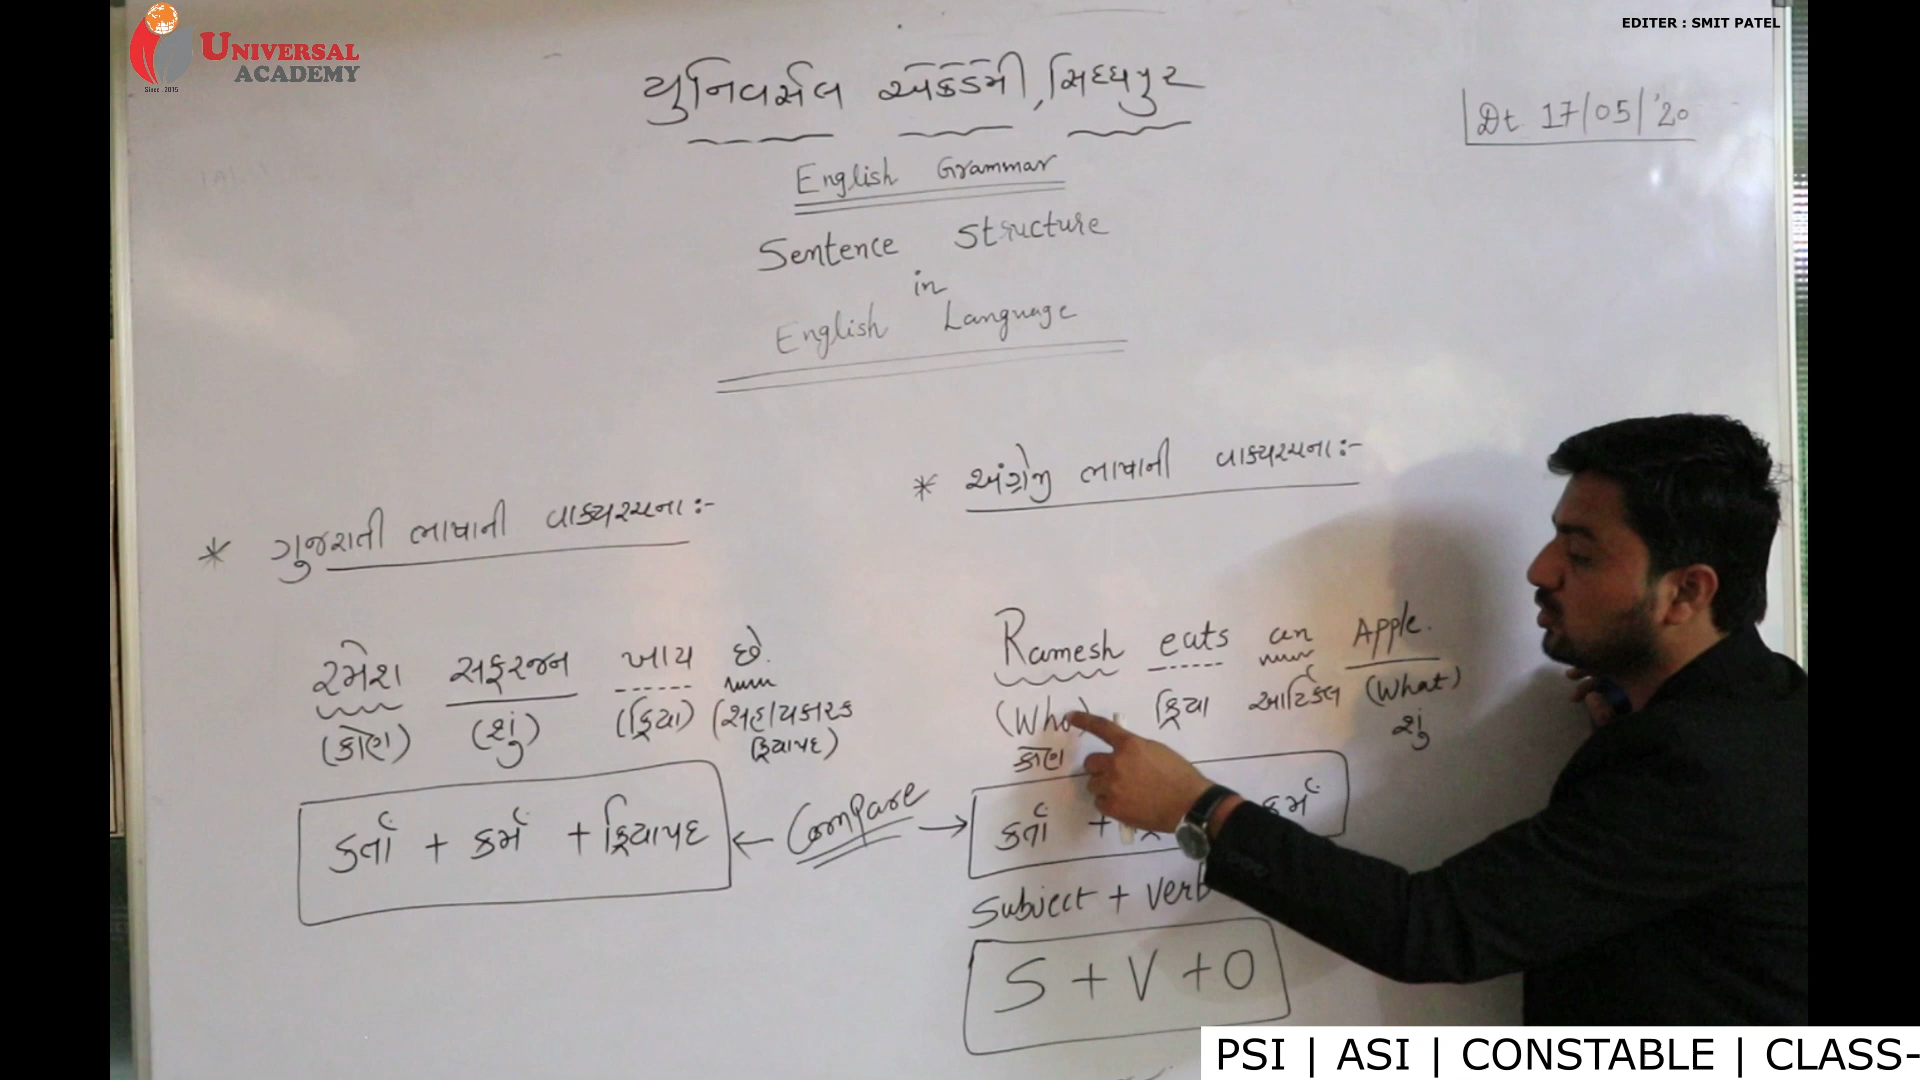 UNIVERSAL
ACADEMY
Since . 2015
EDITER : SMIT PATEL
યુનિવર્સલ એકેડેમી, સિધ્ધપુર
Dt 17/05/'20
English Grammar
Sentence Structure
in
English Language
* ગુજરાતી ભાષાની વાક્યરચના:-
રમેશ સફરજન ખાય છે.
(કોણ) (શું) (ક્રિયા) (સહાયકારક
ક્રિયાપદ)
કર્તા + કર્મ + ક્રિયાપદ
← Compare →
* અંગ્રેજી ભાષાની વાક્યરચના:-
Ramesh eats an Apple.
(Who) ક્રિયા આર્ટિકલ (What)
કોણ શું
કર્તા + કર્મ
Subject + Verb
S + V + O
PSI | ASI | CONSTABLE | CLASS-